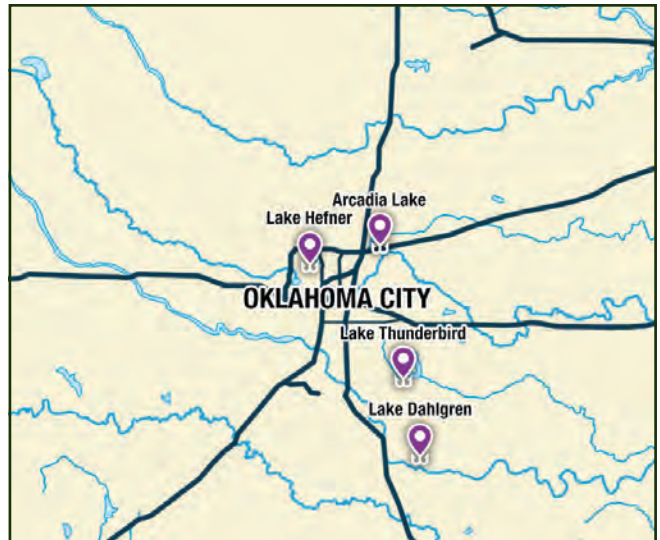 Arcadia Lake
Lake Hefner
OKLAHOMA CITY
Lake Thunderbird
Lake Dahlgren